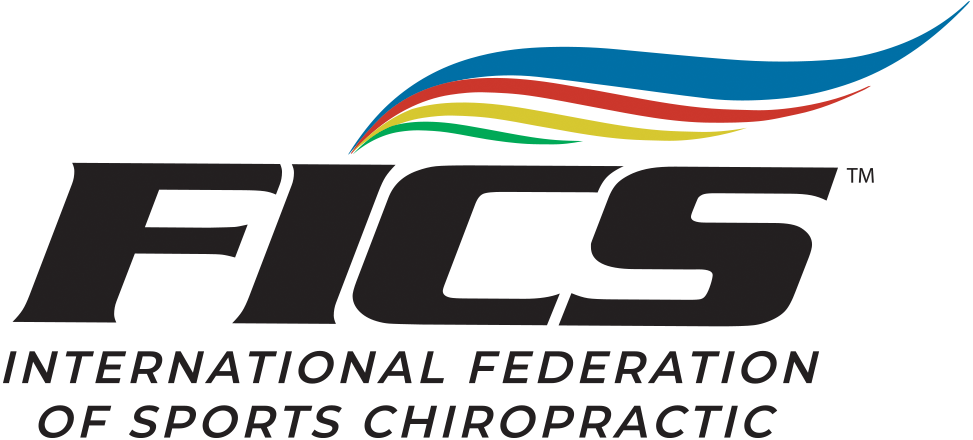 FICS™
INTERNATIONAL FEDERATION
OF SPORTS CHIROPRACTIC